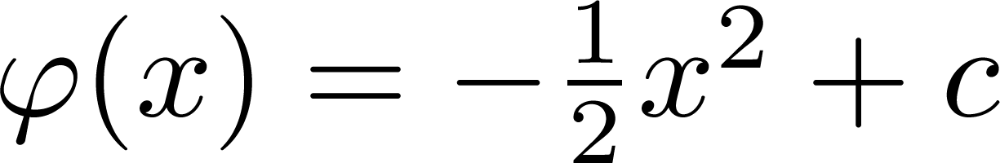 φ(x) = −½x² + c